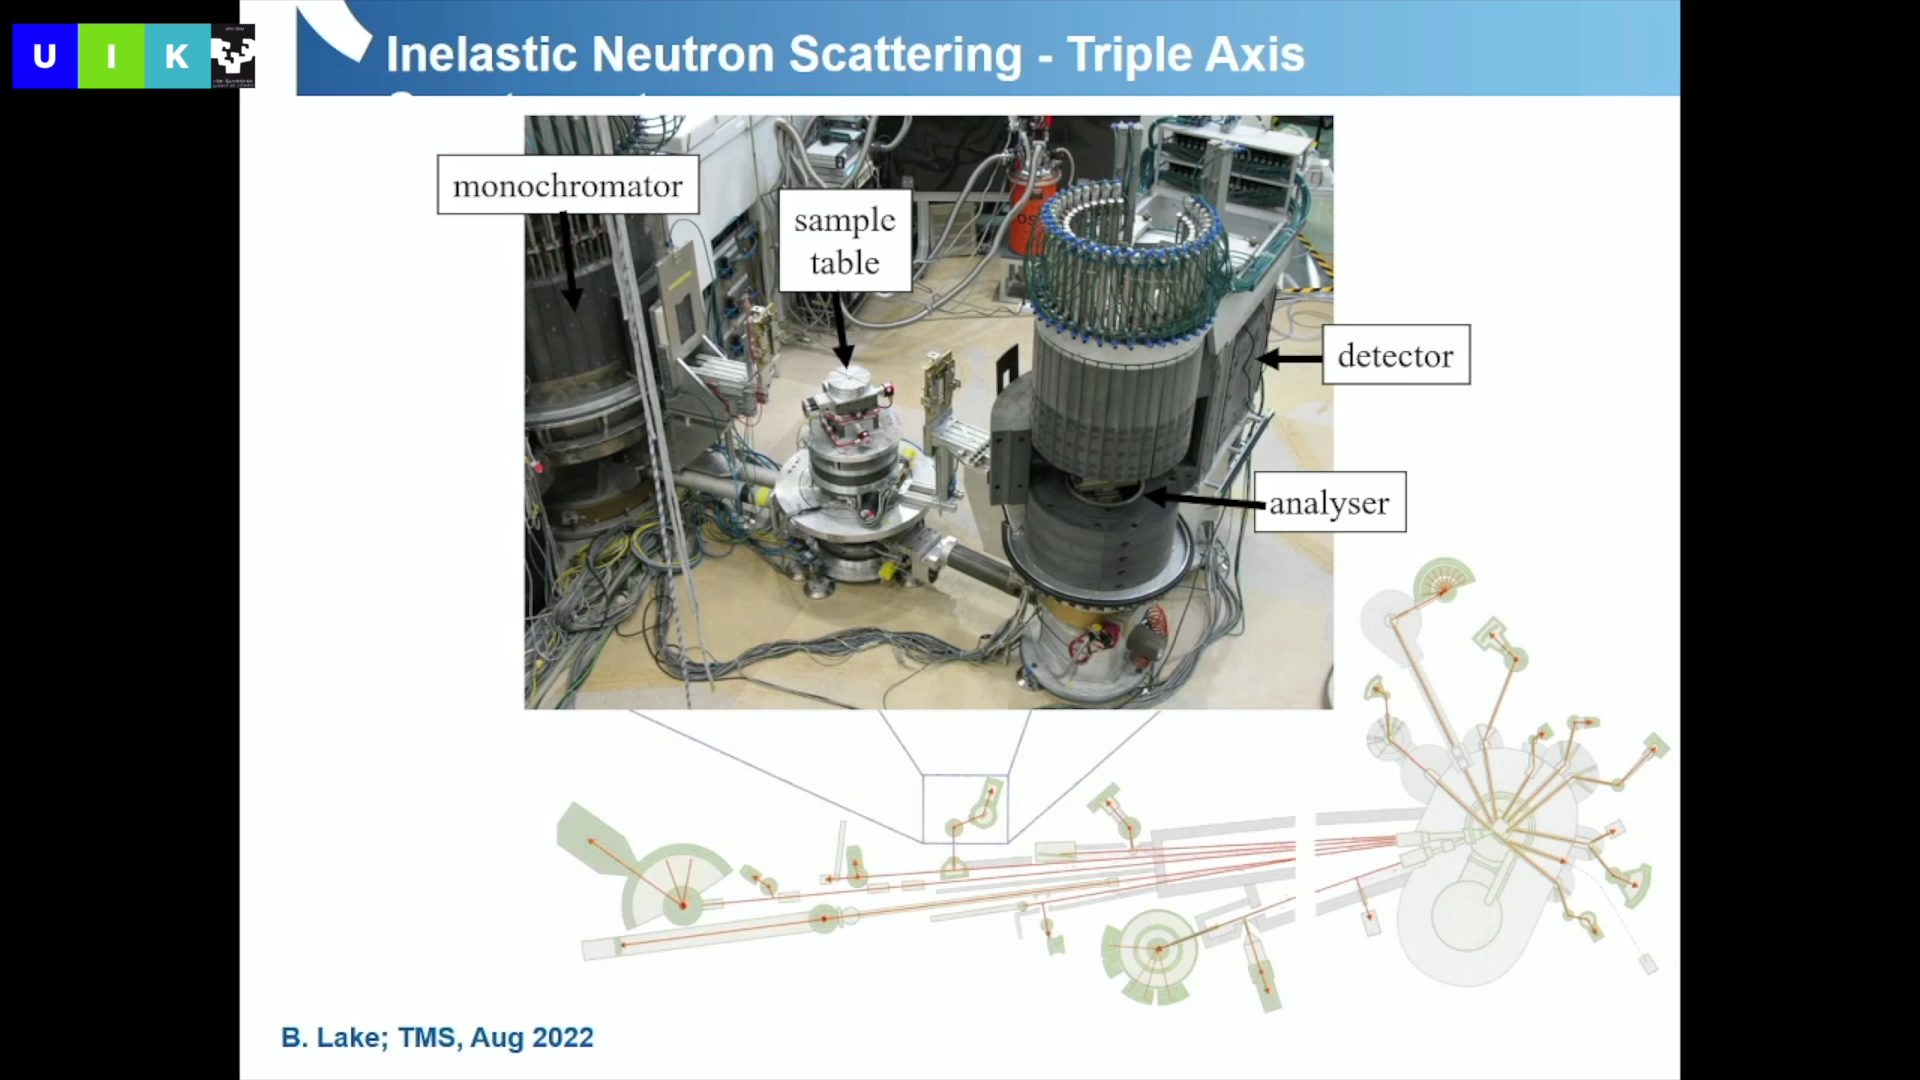 U I K
Inelastic Neutron Scattering - Triple Axis
monochromator
sample
table
detector
analyser
B. Lake; TMS, Aug 2022